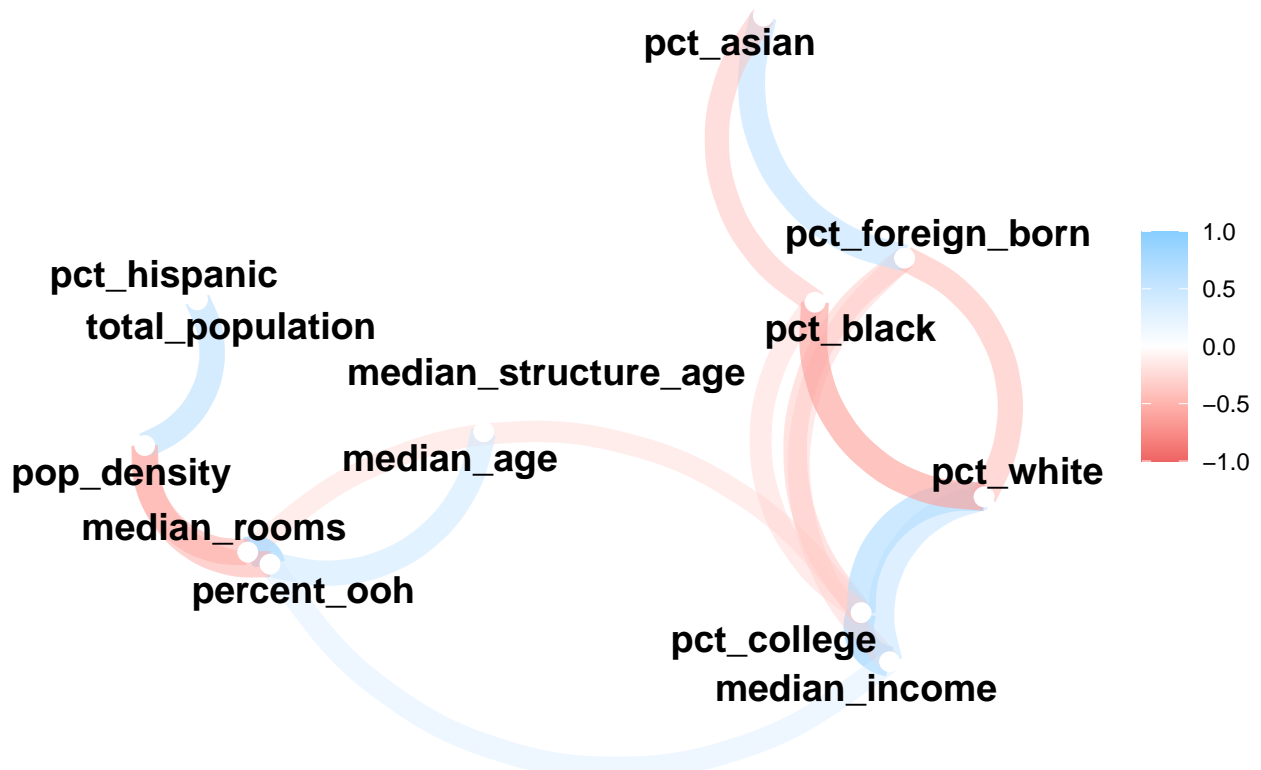 pct_asian
pct_foreign_born
1.0
pct_hispanic
0.5
total_population
pct_black
0.0
median_structure_age
−0.5
median_age
−1.0
pop_density
pct_white
median_rooms
percent_ooh
pct_college
median_income